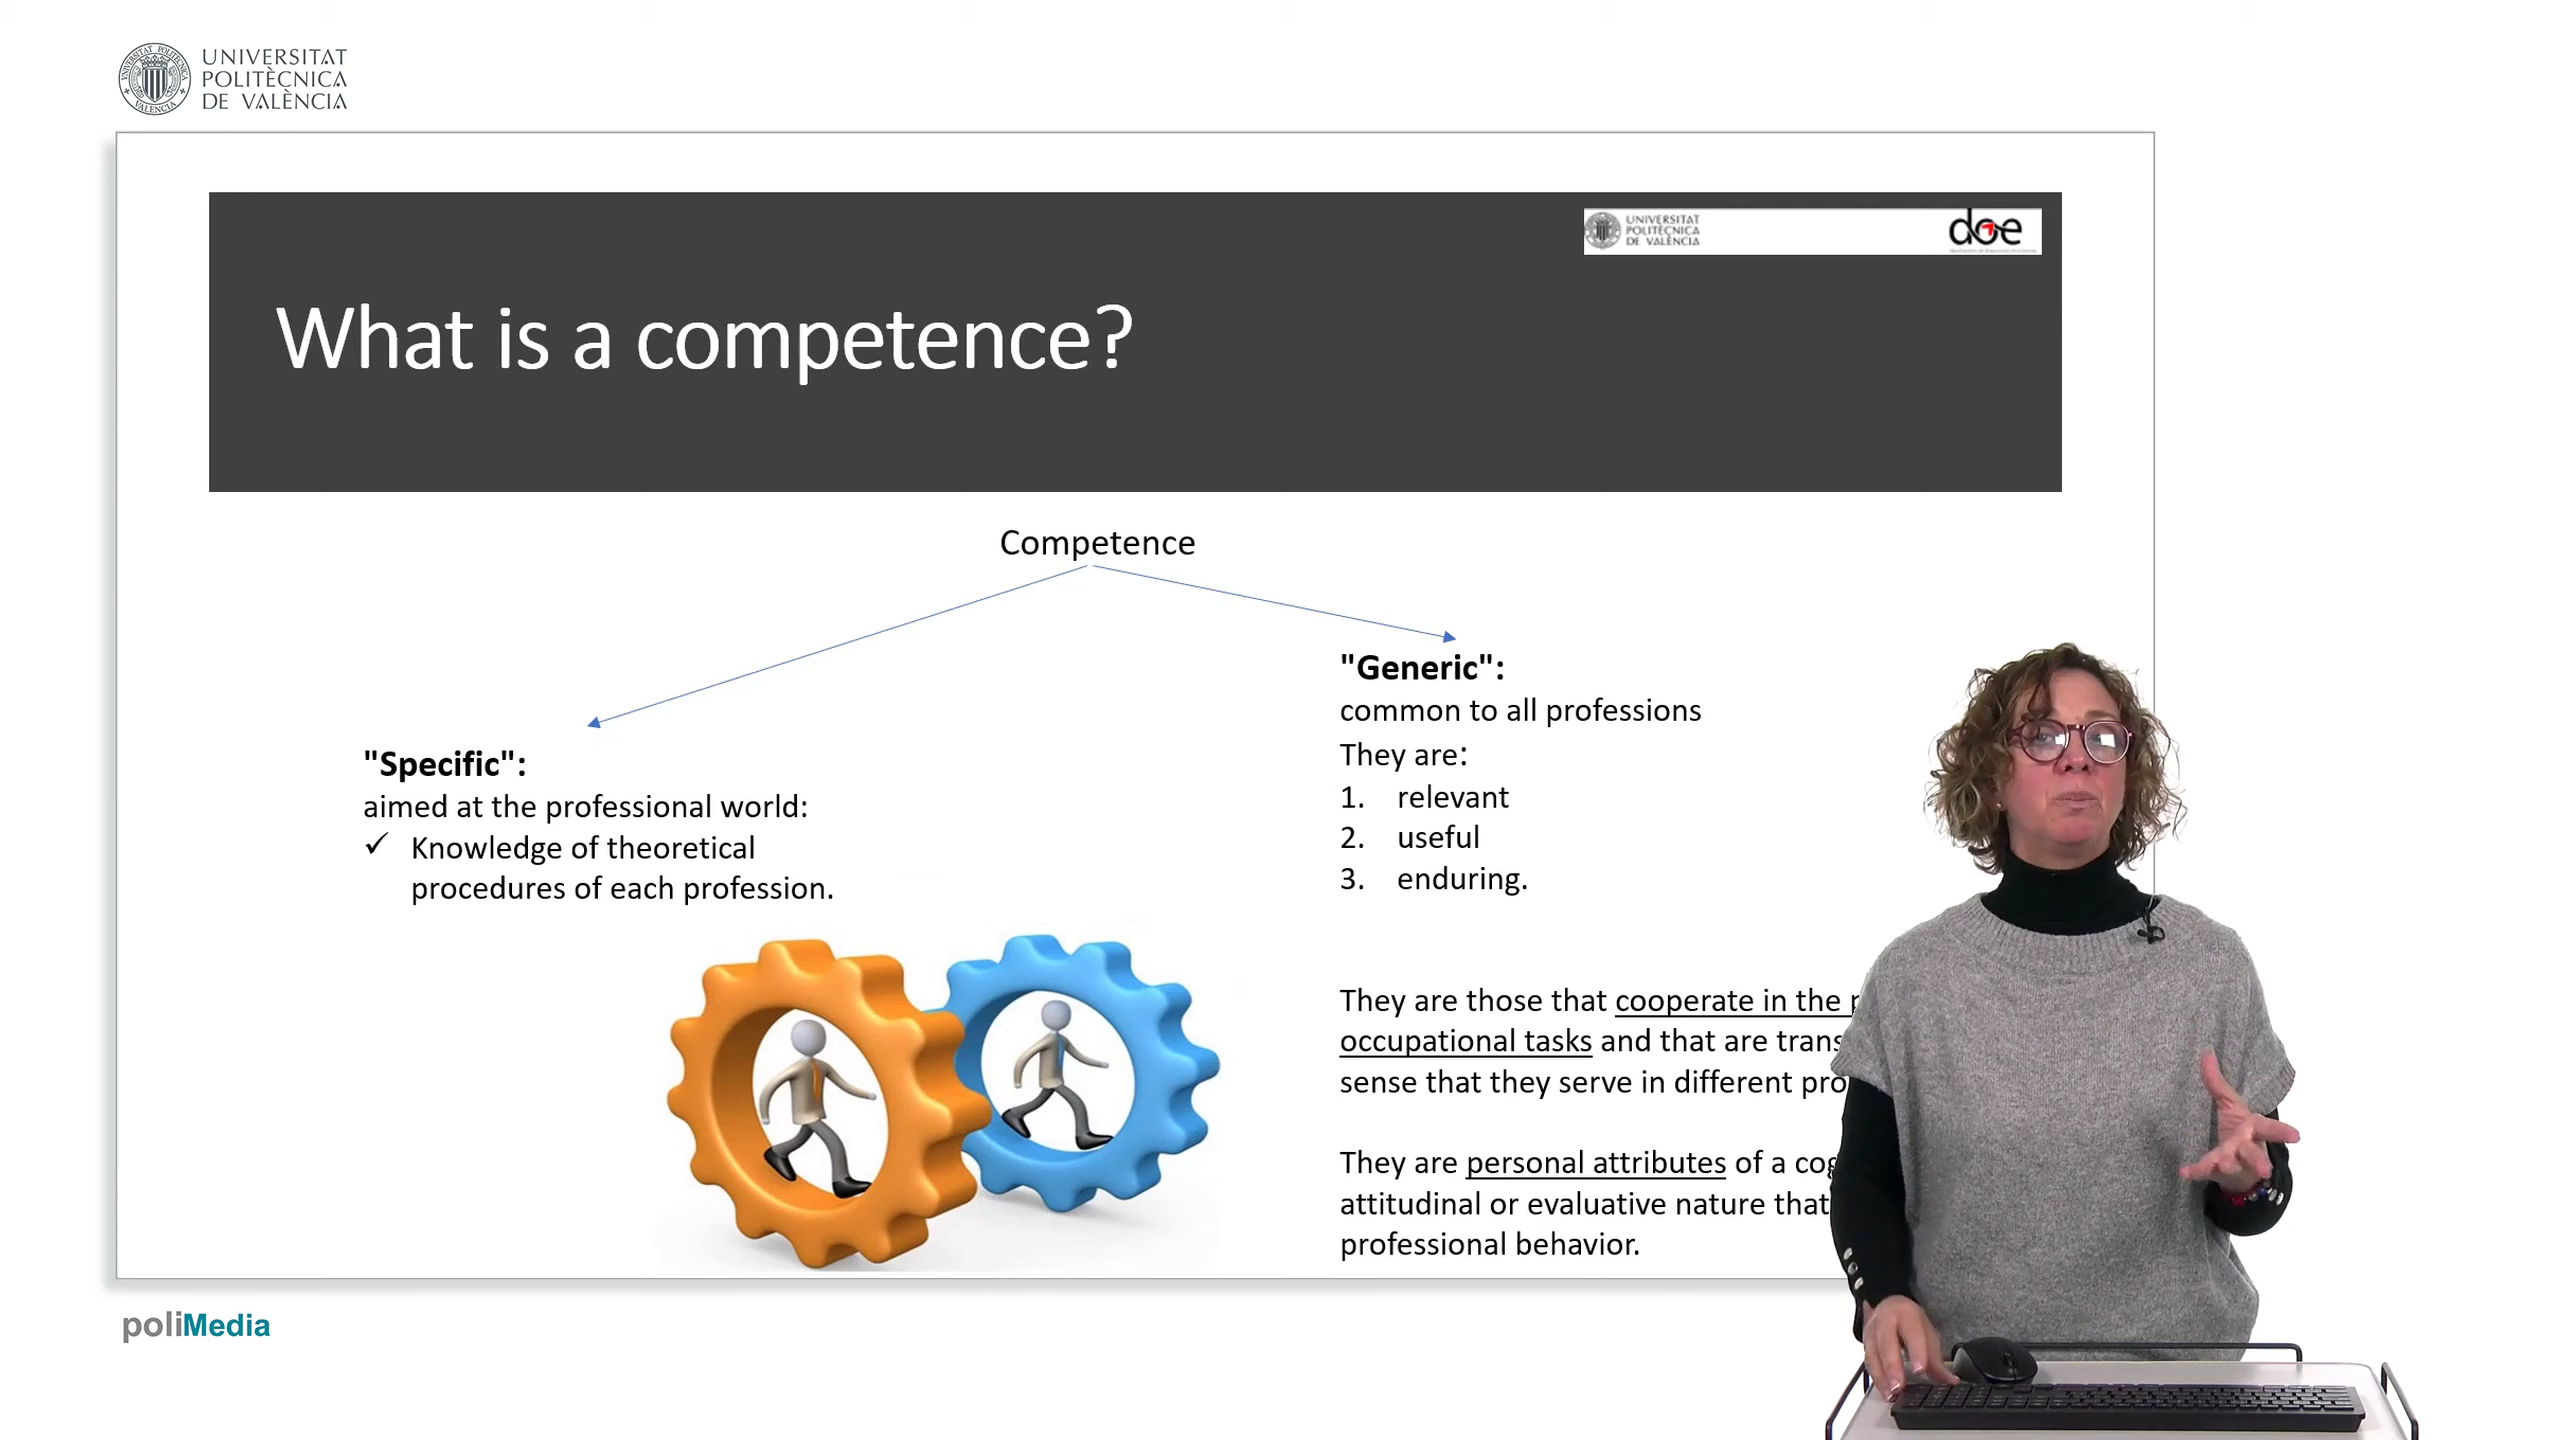 UNIVERSITAT
POLITÈCNICA
DE VALÈNCIA
UNIVERSITAT
POLITÈCNICA
DE VALÈNCIA
doe
What is a competence?
Competence
"Specific":
aimed at the professional world:
✓ Knowledge of theoretical
procedures of each profession.
"Generic":
common to all professions
They are:
1. relevant
2. useful
3. enduring.
They are those that cooperate in the
occupational tasks and that are
sense that they serve in different
They are personal attributes of a
attitudinal or evaluative nature that
professional behavior.
poliMedia